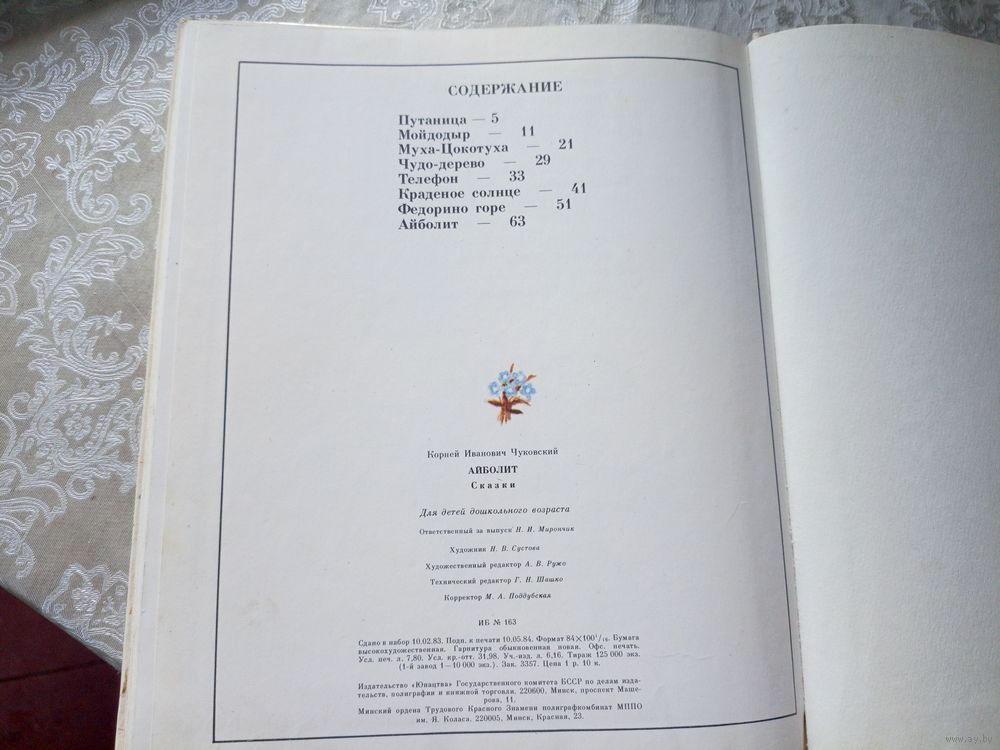 СОДЕРЖАНИЕ
Путаница — 5
Мойдодыр — 11
Муха-Цокотуха — 21
Чудо-дерево — 29
Телефон — 33
Краденое солнце — 41
Федорино горе — 51
Айболит — 63
Корней Иванович Чуковский
АЙБОЛИТ
Сказки
Для детей дошкольного возраста
Ответственный за выпуск Н. И. Мирончик
Художник Н. В. Сустова
Художественный редактор А. В. Ружо
Технический редактор Г. Н. Шашко
Корректор М. А. Поддубская
ИБ № 163
Сдано в набор 10.02.83. Подп. к печати 10.05.84. Формат 84×100¹/₁₆. Бумага
высокохудожественная. Гарнитура обыкновенная новая. Офс. печать.
Усл. печ. л. 7,80. Усл. кр.-отт. 31,98. Уч.-изд. л. 6,16. Тираж 125 000 экз.
(1-й завод 1—10 000 экз.). Зак. 3357. Цена 1 р. 10 к.
Издательство «Юнацтва» Государственного комитета БССР по делам изда-
тельств, полиграфии и книжной торговли. 220600, Минск, проспект Маше-
рова, 11.
Минский ордена Трудового Красного Знамени полиграфкомбинат МППО
им. Я. Коласа. 220005, Минск, Красная, 23.
www.ay.by